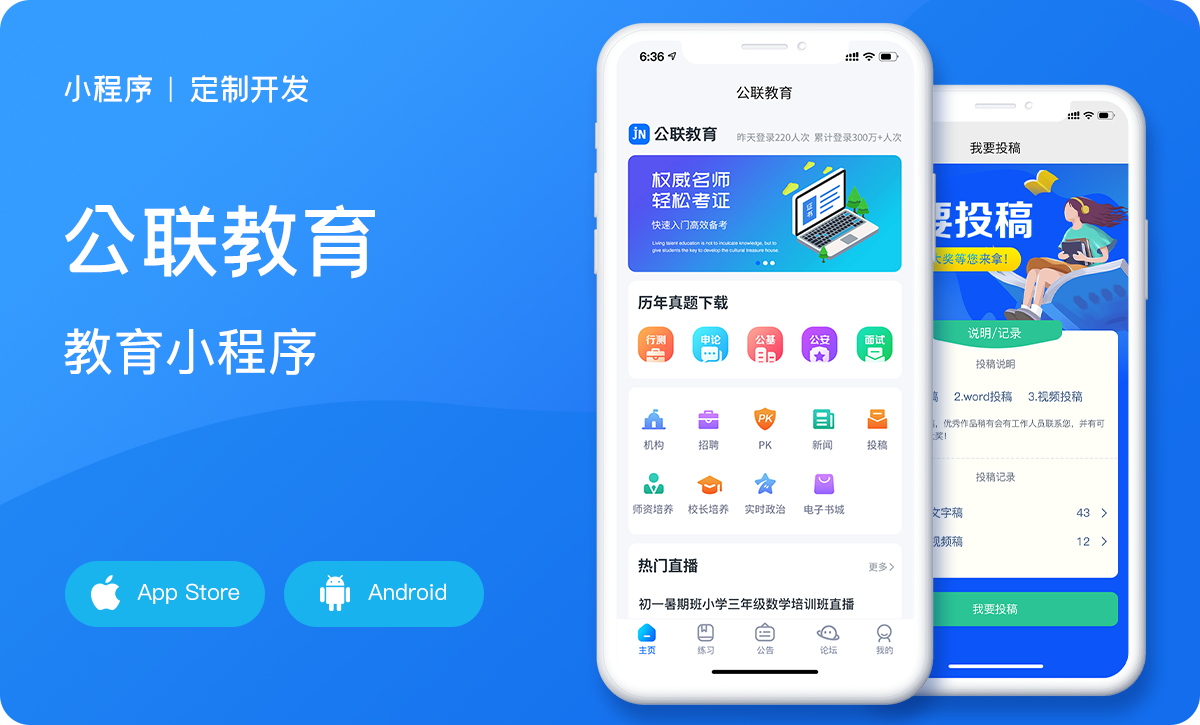 小程序 | 定制开发
公联教育
教育小程序
App Store
Android
6:36
公联教育
JN 公联教育 昨天登录220人次 累计登录300万+人次
权威名师
轻松考证
快速入门高效备考
Living talent education is not to inculcate knowledge, but to
give students the key to develop the cultural treasure house.
证书
历年真题下载
行测 申论 公基 公安 面试
机构 招聘 PK 新闻 投稿
师资培养 校长培养 实时政治 电子书城
热门直播 更多
初一暑期班小学三年级数学培训班直播
主页 练习 公告 论坛 我的
我要投稿
要投稿
大奖等您来拿!
说明/记录
投稿说明
稿 2.word投稿 3.视频投稿
,优秀作品稍有会有工作人员联系您,并有可
奖!
投稿记录
文字稿 43
视频稿 12
我要投稿